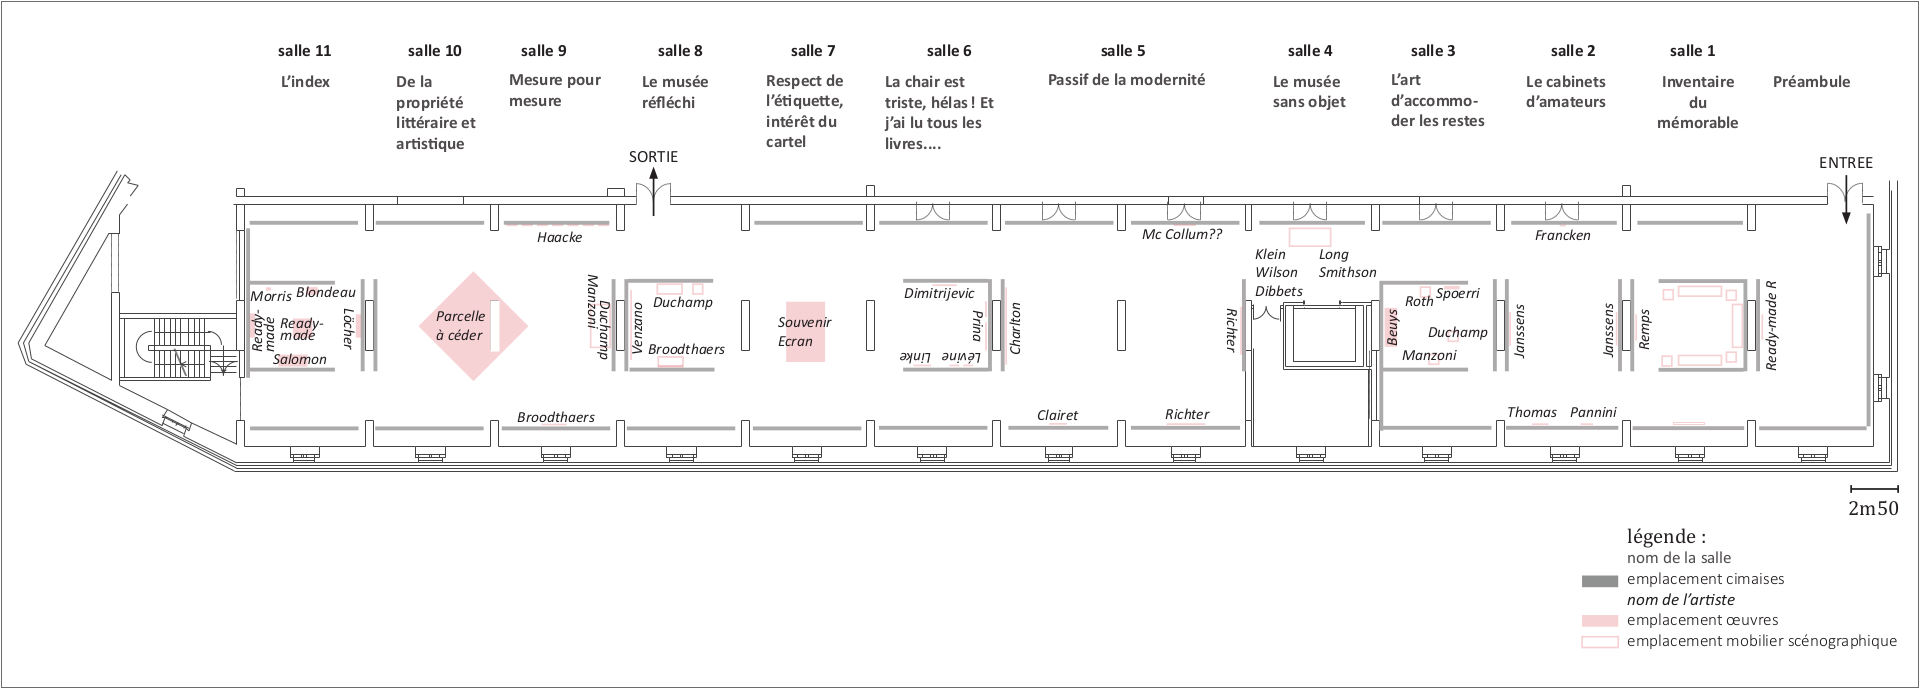 salle 11
L’index
salle 10
De la
propriété
littéraire et
artistique
salle 9
Mesure pour
mesure
salle 8
Le musée
réfléchi
salle 7
Respect de
l’étiquette,
intérêt du
cartel
salle 6
La chair est
triste, hélas ! Et
j’ai lu tous les
livres....
salle 5
Passif de la modernité
salle 4
Le musée
sans objet
salle 3
L’art
d’accommo-
der les restes
salle 2
Le cabinets
d’amateurs
salle 1
Inventaire
du
mémorable
Préambule
SORTIE
ENTREE
Morris
Blondeau
Ready-
made
Ready-
made
Löcher
Salomon
Parcelle
à céder
Haacke
Manzoni
Duchamp
Broodthaers
Venzano
Duchamp
Broodthaers
Souvenir
Ecran
Dimitrijevic
Prina
Linke
Lévine
Charlton
Clairet
Mc Collum??
Richter
Richter
Klein
Wilson
Dibbets
Long
Smithson
Beuys
Roth
Spoerri
Duchamp
Manzoni
Francken
Janssens
Janssens
Thomas
Pannini
Remps
Ready-made R
2m50
légende :
nom de la salle
emplacement cimaises
nom de l’artiste
emplacement œuvres
emplacement mobilier scénographique